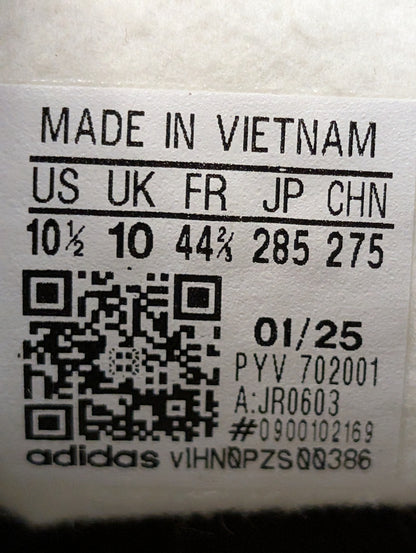 MADE IN VIETNAM
US UK FR JP CHN
10½ 10 44⅔ 285 275
01/25
PYV 702001
A:JR0603
#0900102169
adidas v1HN0PZS00386